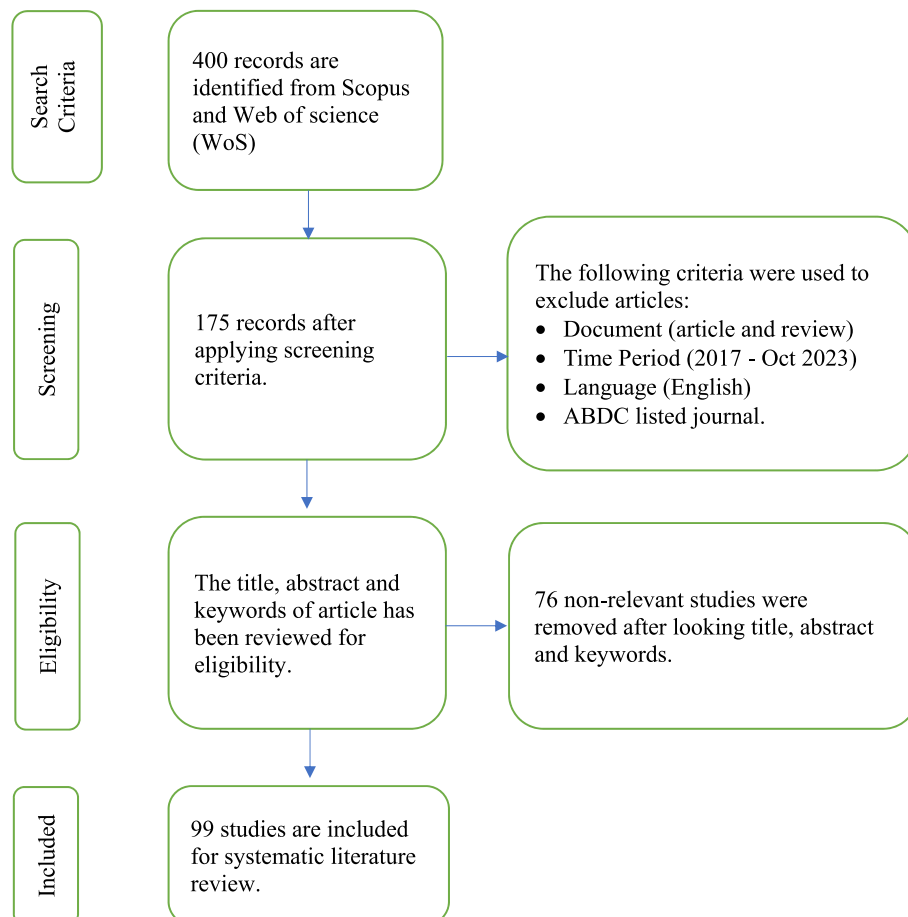 Search
Criteria
400 records are
identified from Scopus
and Web of science
(WoS)
Screening
175 records after
applying screening
criteria.
The following criteria were used to
exclude articles:
• Document (article and review)
• Time Period (2017 - Oct 2023)
• Language (English)
• ABDC listed journal.
Eligibility
The title, abstract and
keywords of article has
been reviewed for
eligibility.
76 non-relevant studies were
removed after looking title, abstract
and keywords.
Included
99 studies are included
for systematic literature
review.